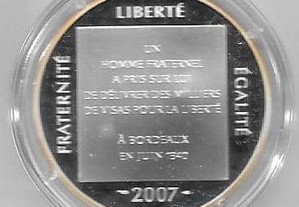 LIBERTÉ
FRATERNITÉ
ÉGALITÉ
UN
HOMME FRATERNEL
A PRIS SUR LUI
DE DÉLIVRER DES MILLIERS
DE VISAS POUR LA LIBERTÉ
À BORDEAUX
EN JUIN 1940
2007